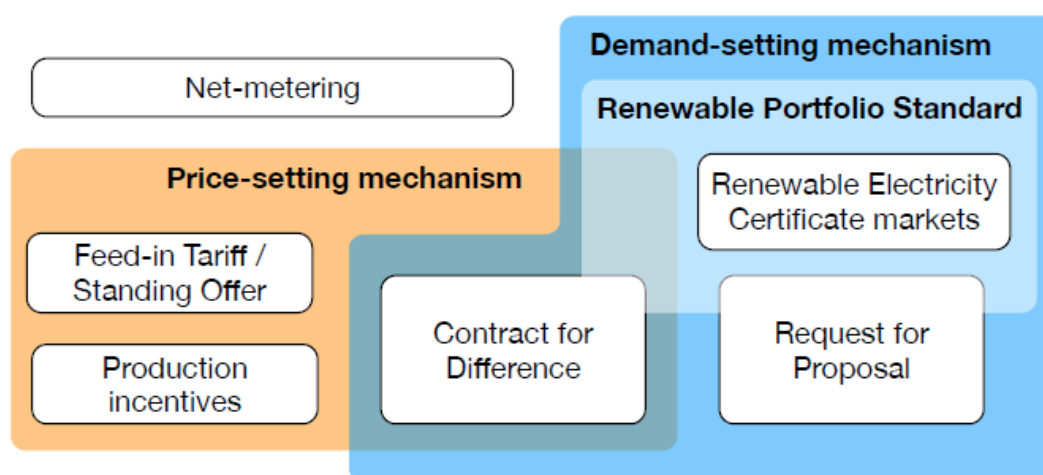 Demand-setting mechanism
Net-metering
Renewable Portfolio Standard
Price-setting mechanism
Renewable Electricity
Certificate markets
Feed-in Tariff /
Standing Offer
Contract for
Difference
Request for
Proposal
Production
incentives